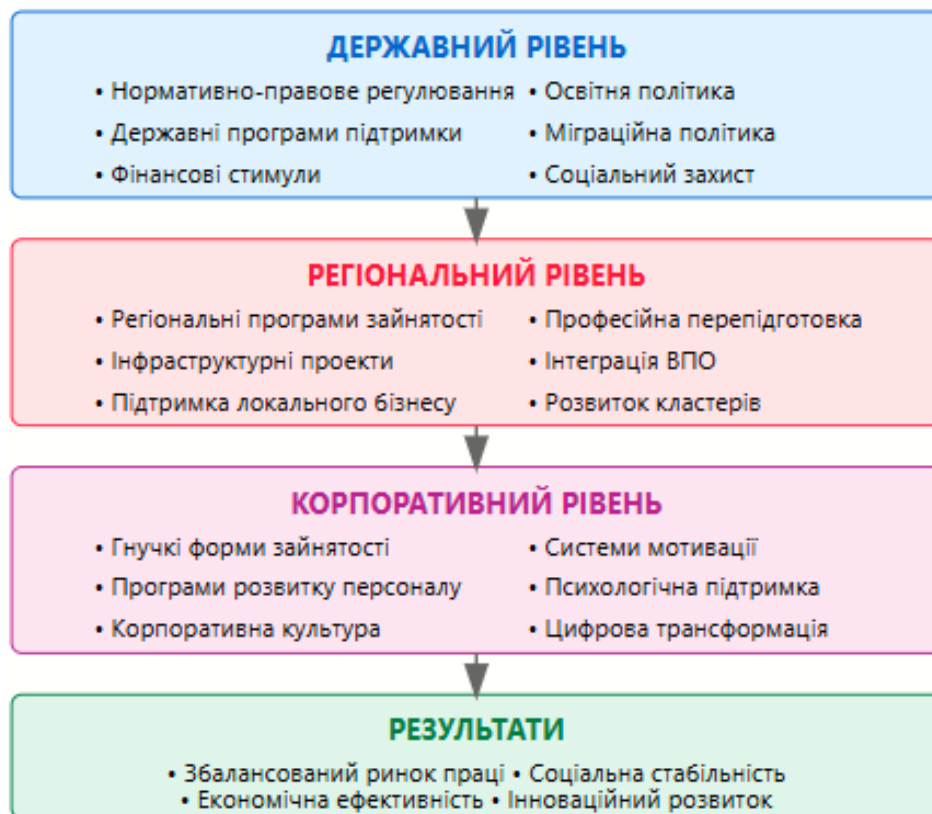 ДЕРЖАВНИЙ РІВЕНЬ
• Нормативно-правове регулювання • Освітня політика
• Державні програми підтримки • Міграційна політика
• Фінансові стимули • Соціальний захист
РЕГІОНАЛЬНИЙ РІВЕНЬ
• Регіональні програми зайнятості • Професійна перепідготовка
• Інфраструктурні проекти • Інтеграція ВПО
• Підтримка локального бізнесу • Розвиток кластерів
КОРПОРАТИВНИЙ РІВЕНЬ
• Гнучкі форми зайнятості • Системи мотивації
• Програми розвитку персоналу • Психологічна підтримка
• Корпоративна культура • Цифрова трансформація
РЕЗУЛЬТАТИ
• Збалансований ринок праці • Соціальна стабільність
• Економічна ефективність • Інноваційний розвиток